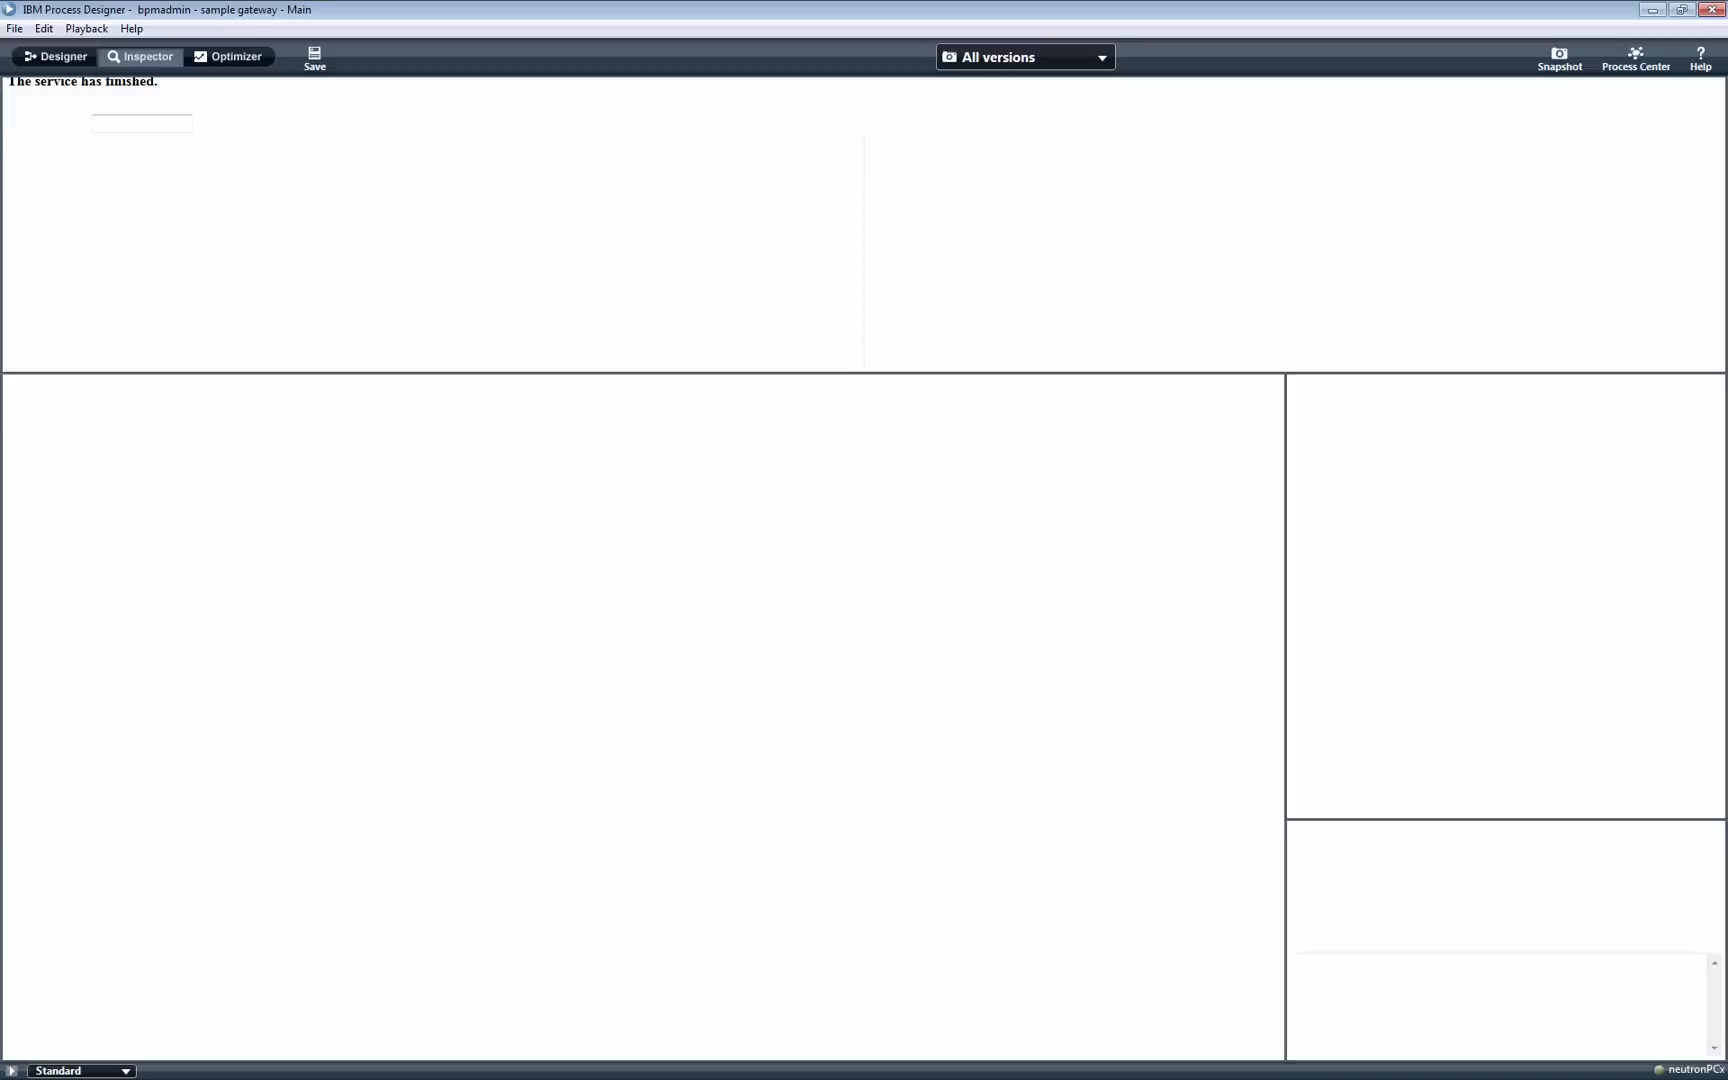 IBM Process Designer - bpmadmin - sample gateway - Main
File Edit Playback Help
Designer Inspector Optimizer Save All versions Snapshot Process Center ? Help
The service has finished.
Standard neutronPCx